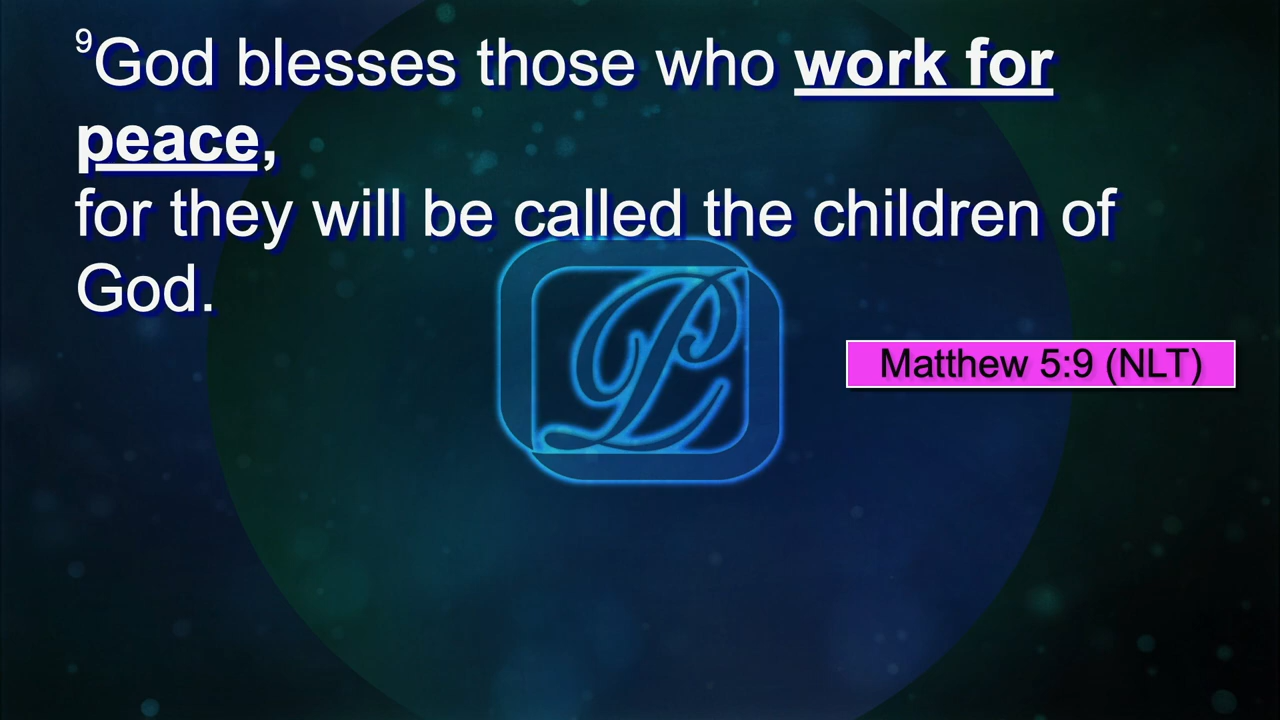 ⁹God blesses those who work for
peace,
for they will be called the children of
God.
Matthew 5:9 (NLT)
PL